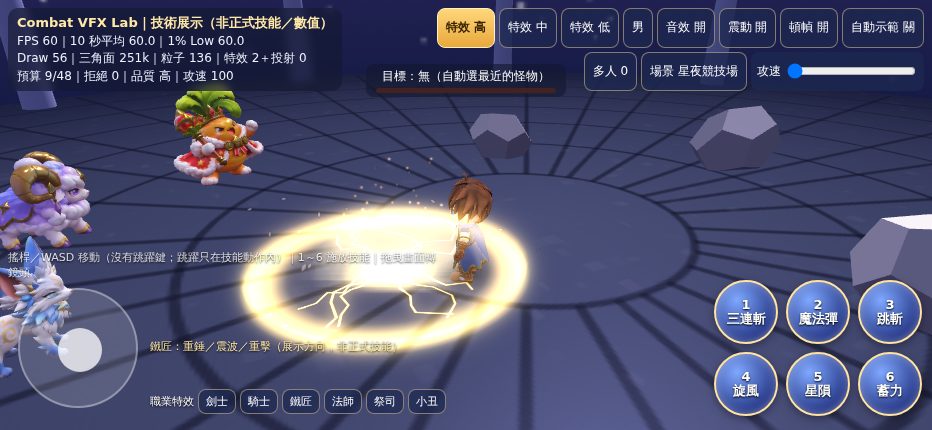 Combat VFX Lab｜技術展示（非正式技能／數值）
FPS 60｜10 秒平均 60.0｜1% Low 60.0
Draw 56｜三角面 251k｜粒子 136｜特效 2＋投射 0
預算 9/48｜拒絕 0｜品質 高｜攻速 100
特效 高
特效 中
特效 低
男
音效 開
震動 開
頓幀 開
自動示範 關
多人 0
場景 星夜競技場
攻速
目標：無（自動選最近的怪物）
搖桿／WASD 移動（沒有跳躍鍵；跳躍只在技能動作內）｜1～6 施放技能｜拖曳畫面轉
鏡頭
鐵匠：重錘／震波／重擊（展示方向，非正式技能）
職業特效
劍士
騎士
鐵匠
法師
祭司
小丑
1
三連斬
2
魔法彈
3
跳斬
4
旋風
5
星隕
6
蓄力